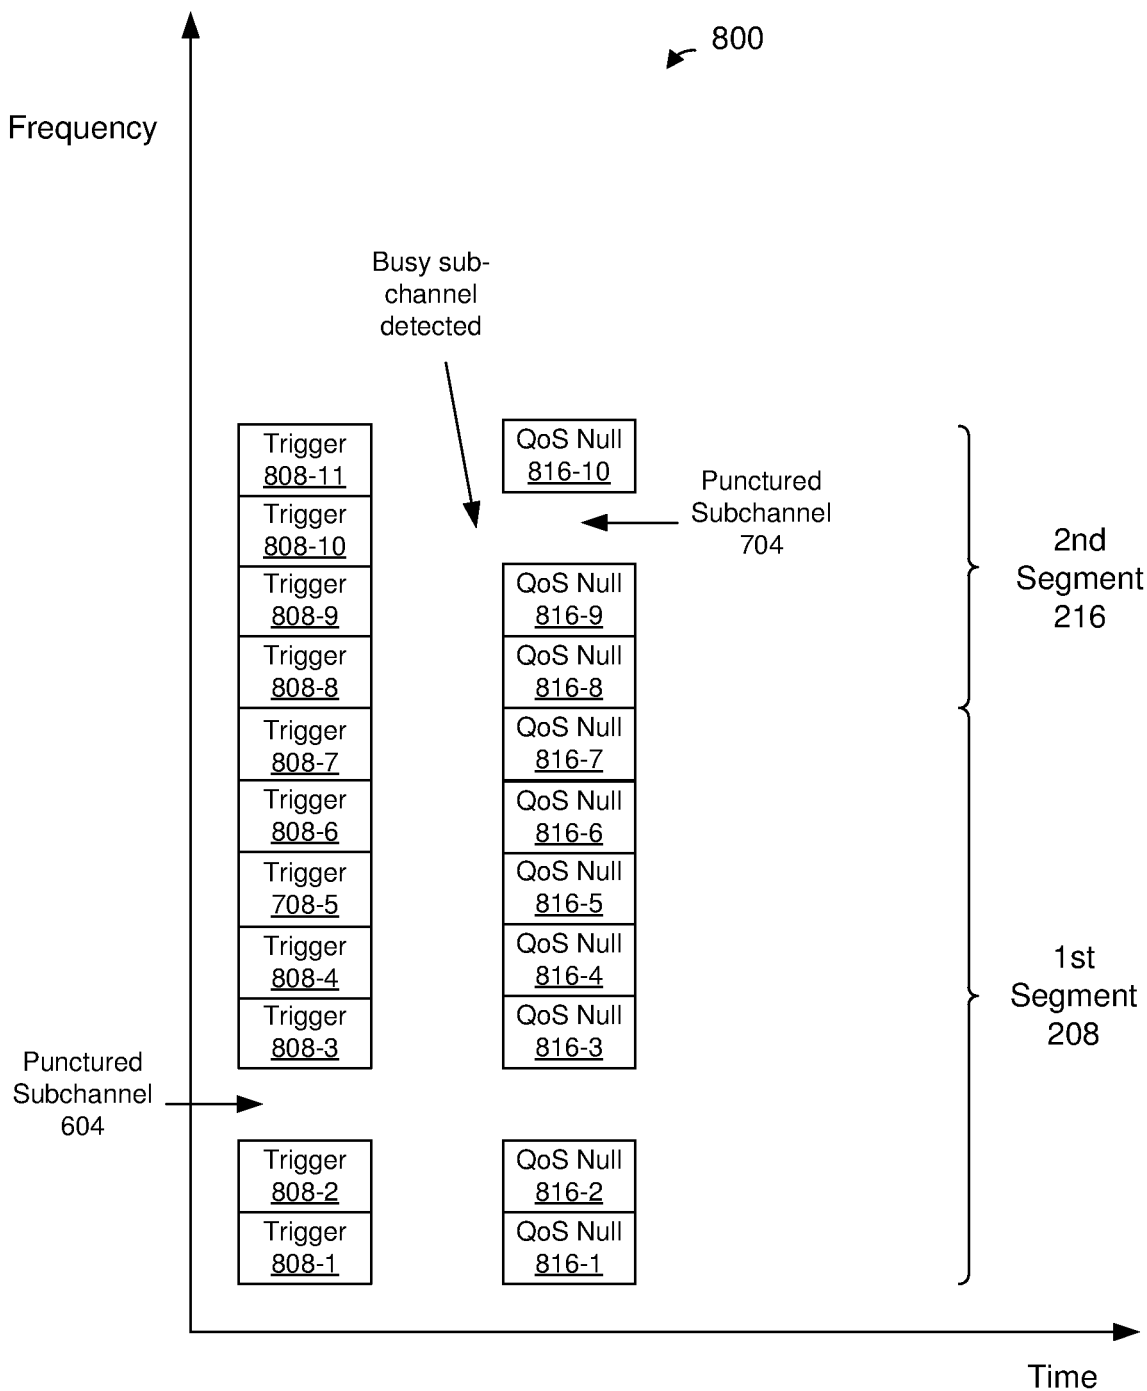 800
Frequency
Busy sub-
channel
detected
Trigger
808-11
Trigger
808-10
Trigger
808-9
Trigger
808-8
Trigger
808-7
Trigger
808-6
Trigger
708-5
Trigger
808-4
Trigger
808-3
Trigger
808-2
Trigger
808-1
QoS Null
816-10
QoS Null
816-9
QoS Null
816-8
QoS Null
816-7
QoS Null
816-6
QoS Null
816-5
QoS Null
816-4
QoS Null
816-3
QoS Null
816-2
QoS Null
816-1
Punctured
Subchannel
704
2nd
Segment
216
1st
Segment
208
Punctured
Subchannel
604
Time